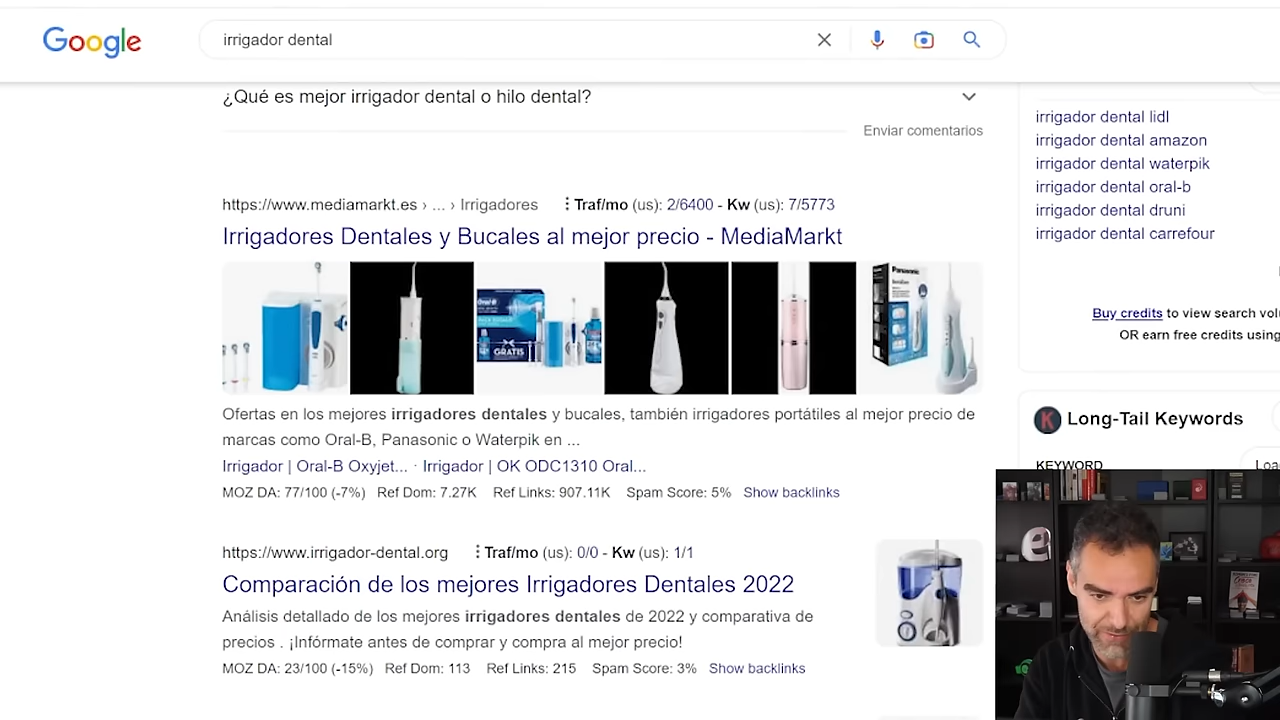 Google
irrigador dental
¿Qué es mejor irrigador dental o hilo dental?
Enviar comentarios
https://www.mediamarkt.es › ... › Irrigadores
Traf/mo (us): 2/6400 - Kw (us): 7/5773
Irrigadores Dentales y Bucales al mejor precio - MediaMarkt
Panasonic
Oral-B
GRATIS
Ofertas en los mejores irrigadores dentales y bucales, también irrigadores portátiles al mejor precio de
marcas como Oral-B, Panasonic o Waterpik en ...
Irrigador | Oral-B Oxyjet... · Irrigador | OK ODC1310 Oral...
MOZ DA: 77/100 (-7%) Ref Dom: 7.27K Ref Links: 907.11K Spam Score: 5% Show backlinks
https://www.irrigador-dental.org
Traf/mo (us): 0/0 - Kw (us): 1/1
Comparación de los mejores Irrigadores Dentales 2022
Análisis detallado de los mejores irrigadores dentales de 2022 y comparativa de
precios . ¡Infórmate antes de comprar y compra al mejor precio!
MOZ DA: 23/100 (-15%) Ref Dom: 113 Ref Links: 215 Spam Score: 3% Show backlinks
irrigador dental lidl
irrigador dental amazon
irrigador dental waterpik
irrigador dental oral-b
irrigador dental druni
irrigador dental carrefour
Buy credits to view search vol
OR earn free credits using
K Long-Tail Keywords
KEYWORD
Loa